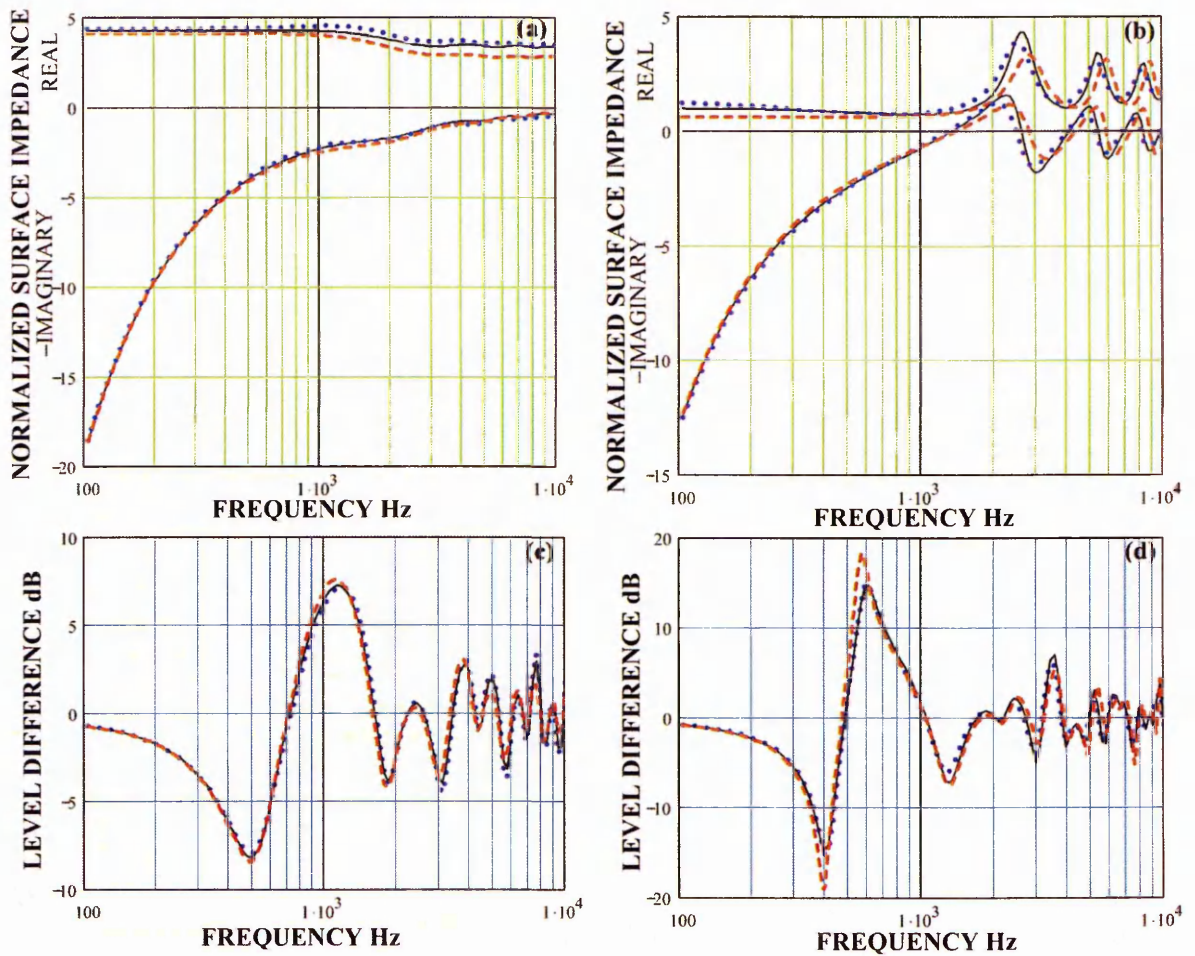 NORMALIZED SURFACE IMPEDANCE
–IMAGINARY REAL
5
0
−5
−10
−15
−20
(a)
100 1·10³ 1·10⁴
FREQUENCY Hz
NORMALIZED SURFACE IMPEDANCE
–IMAGINARY REAL
5
0
−5
−10
−15
(b)
100 1·10³ 1·10⁴
FREQUENCY Hz
LEVEL DIFFERENCE dB
10
5
0
−5
−10
(c)
100 1·10³ 1·10⁴
FREQUENCY Hz
LEVEL DIFFERENCE dB
20
10
0
−10
−20
(d)
100 1·10³ 1·10⁴
FREQUENCY Hz